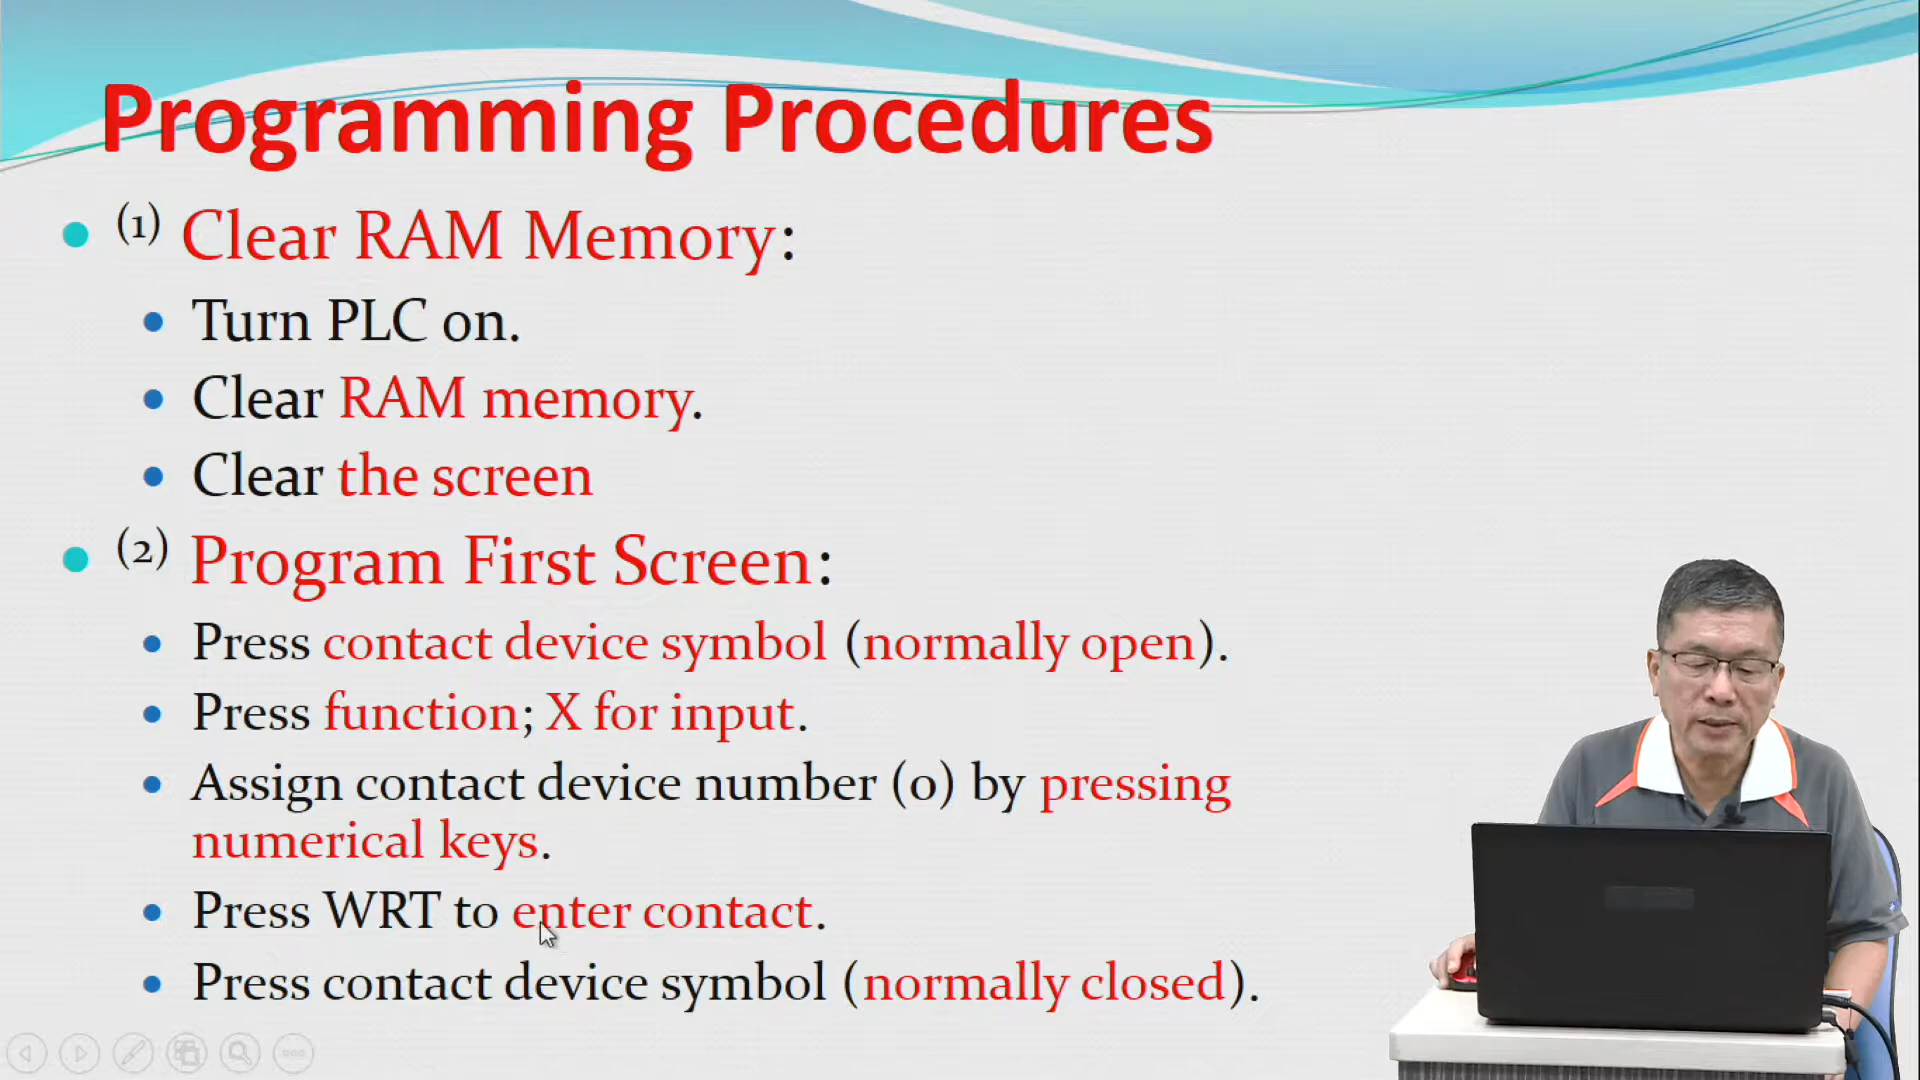 Programming Procedures
(1) Clear RAM Memory:
Turn PLC on.
Clear RAM memory.
Clear the screen
(2) Program First Screen:
Press contact device symbol (normally open).
Press function; X for input.
Assign contact device number (0) by pressing
numerical keys.
Press WRT to enter contact.
Press contact device symbol (normally closed).